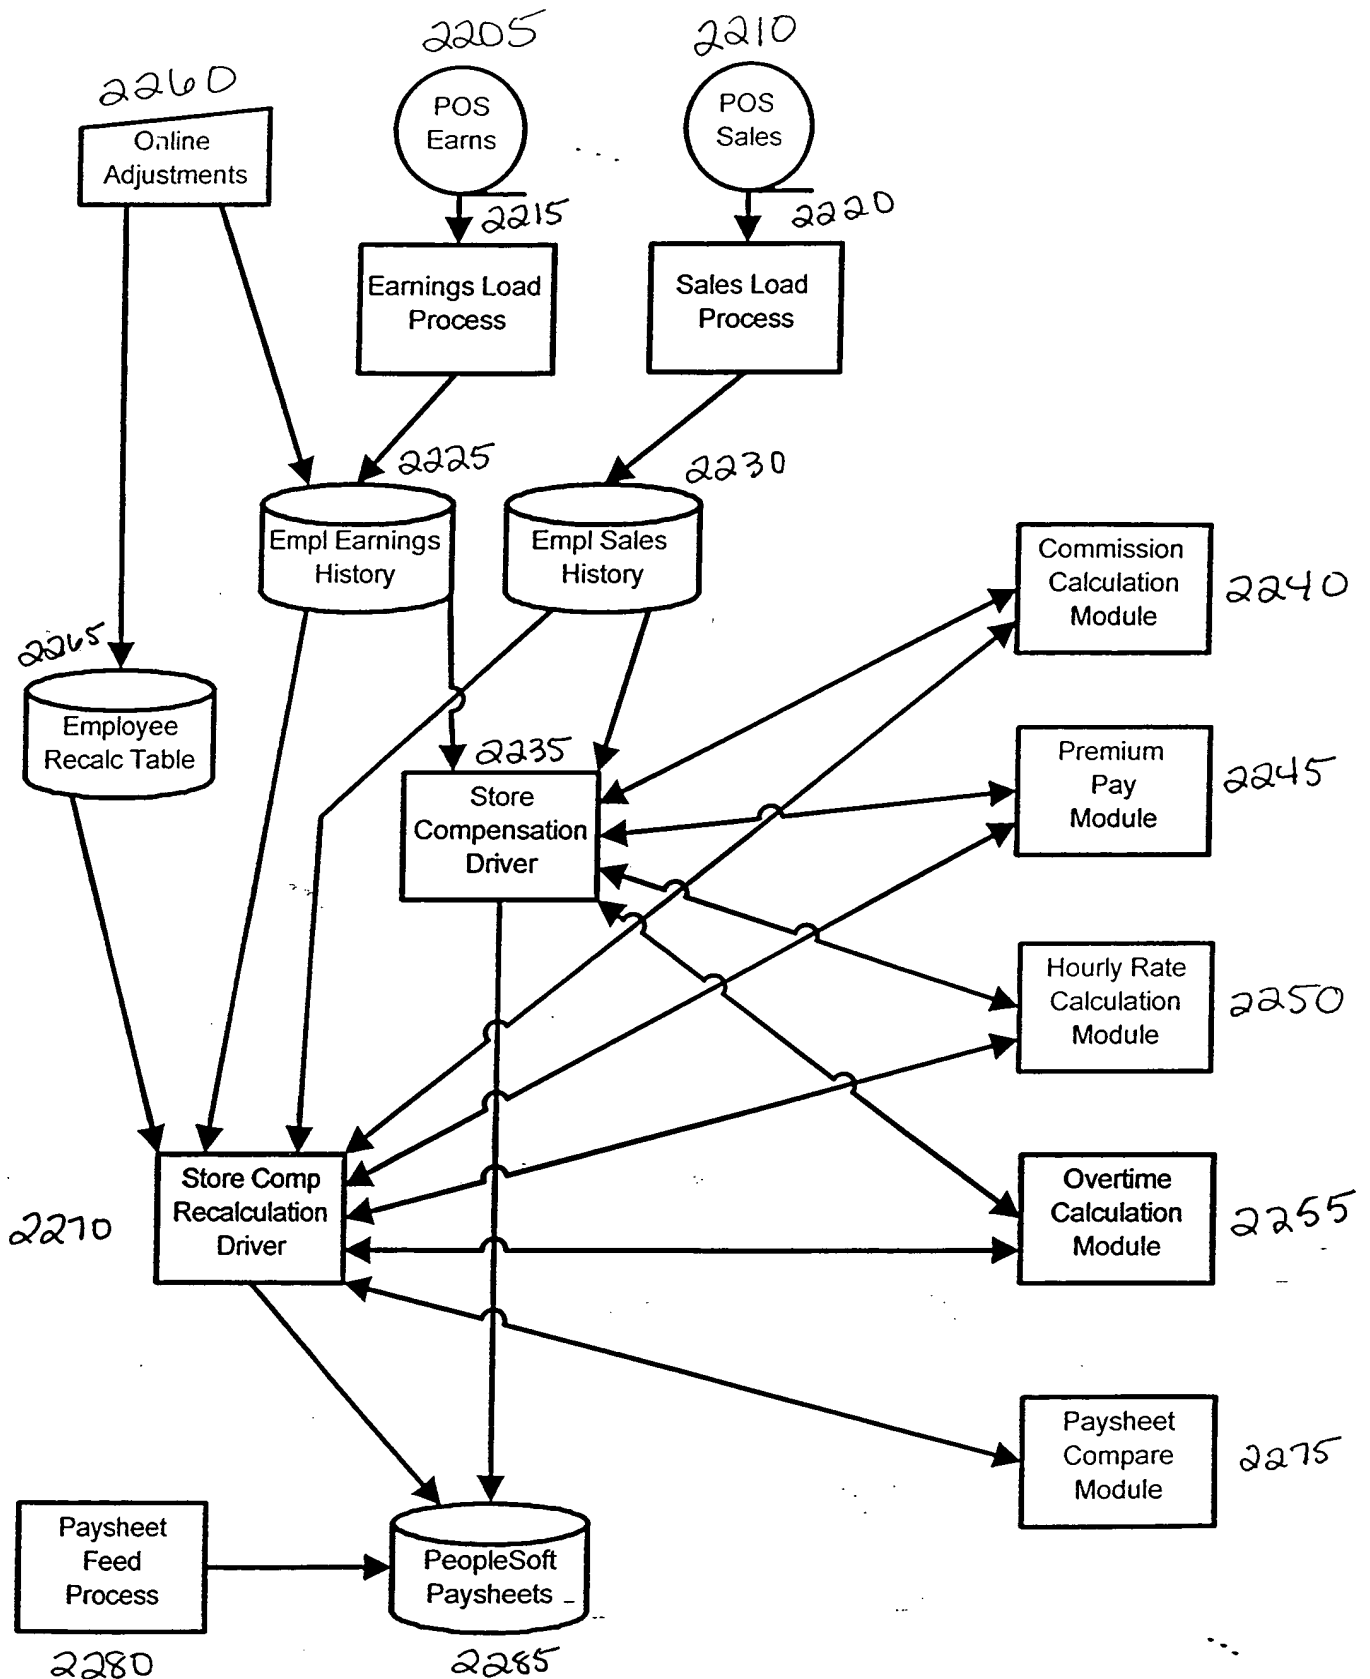 2205
2210
2260
POS
Earns
POS
Sales
Online
Adjustments
2215
2220
Earnings Load
Process
Sales Load
Process
2225
2230
Empl Earnings
History
Empl Sales
History
Commission
Calculation
Module
2240
2265
Employee
Recalc Table
2235
Store
Compensation
Driver
Premium
Pay
Module
2245
Hourly Rate
Calculation
Module
2250
Store Comp
Recalculation
Driver
2270
Overtime
Calculation
Module
2255
Paysheet
Compare
Module
2275
Paysheet
Feed
Process
2280
PeopleSoft
Paysheets
2285